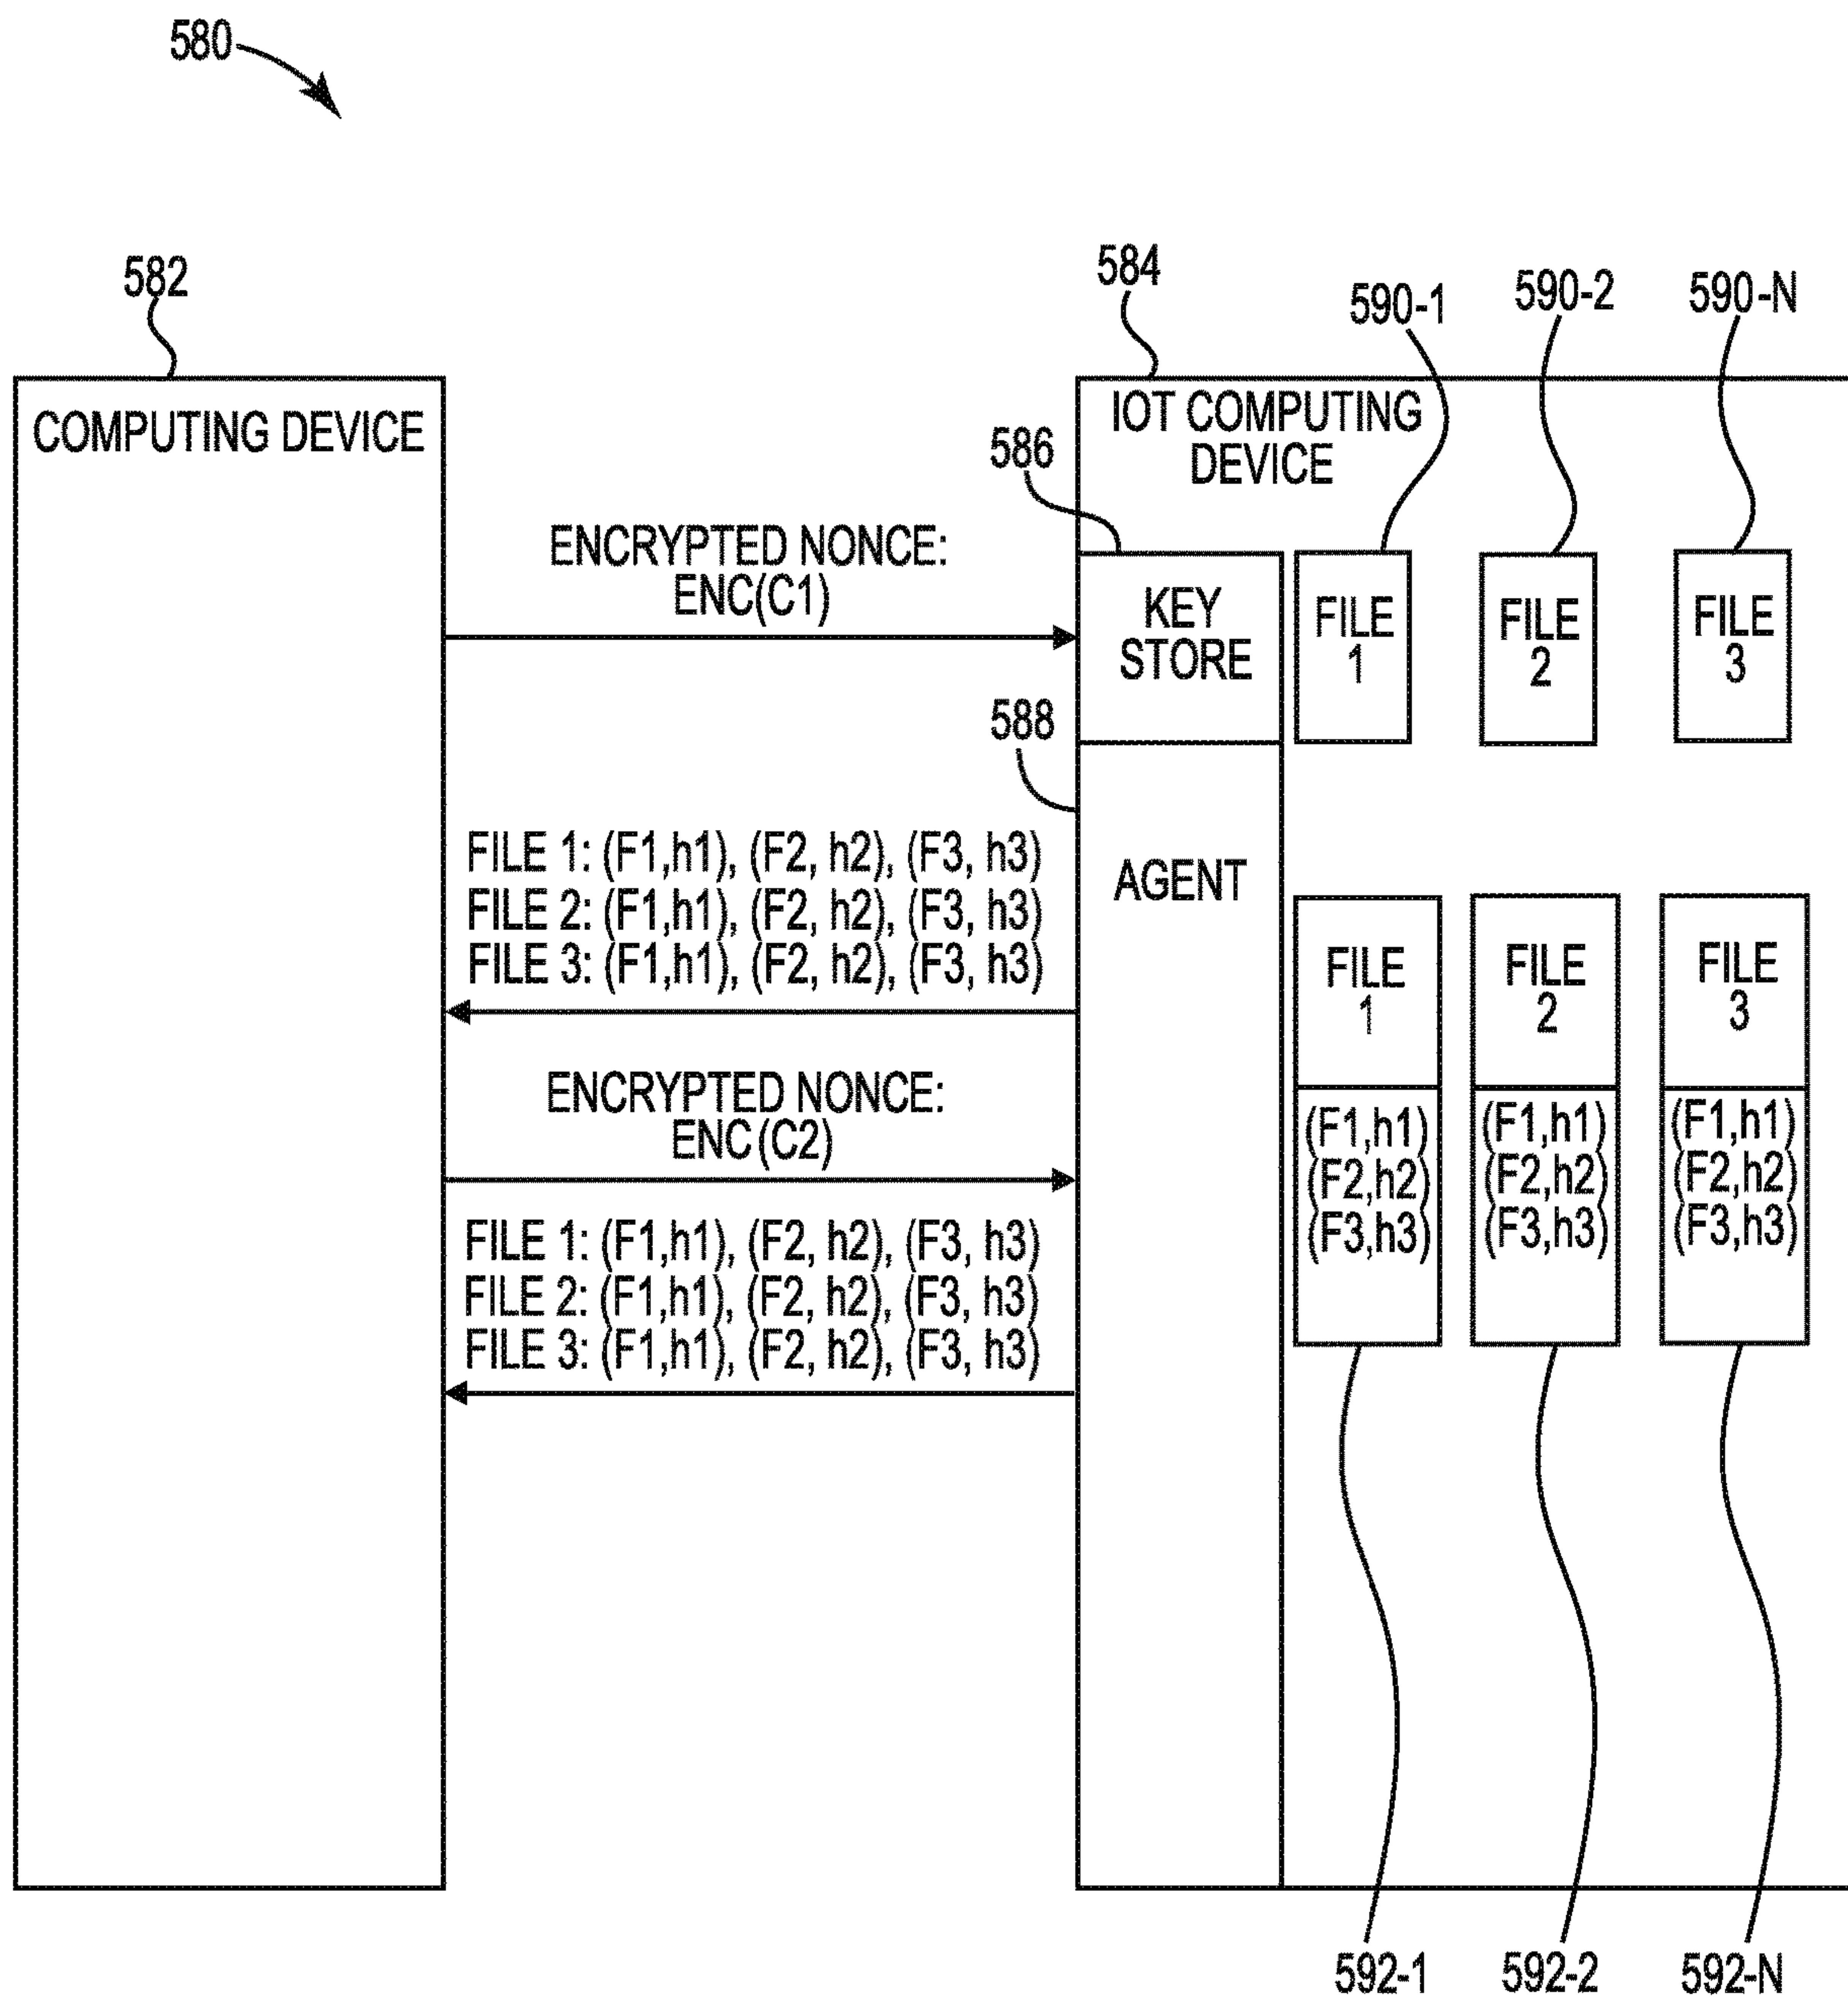 580
582
584
590-1
590-2
590-N
COMPUTING DEVICE
IOT COMPUTING
DEVICE
586
ENCRYPTED NONCE:
ENC(C1)
KEY
STORE
FILE
1
FILE
2
FILE
3
588
FILE 1: (F1,h1), (F2, h2), (F3, h3)
FILE 2: (F1,h1), (F2, h2), (F3, h3)
FILE 3: (F1,h1), (F2, h2), (F3, h3)
AGENT
FILE
1
(F1,h1)
(F2,h2)
(F3,h3)
FILE
2
(F1,h1)
(F2,h2)
(F3,h3)
FILE
3
(F1,h1)
(F2,h2)
(F3,h3)
ENCRYPTED NONCE:
ENC (C2)
FILE 1: (F1,h1), (F2, h2), (F3, h3)
FILE 2: (F1,h1), (F2, h2), (F3, h3)
FILE 3: (F1,h1), (F2, h2), (F3, h3)
592-1
592-2
592-N